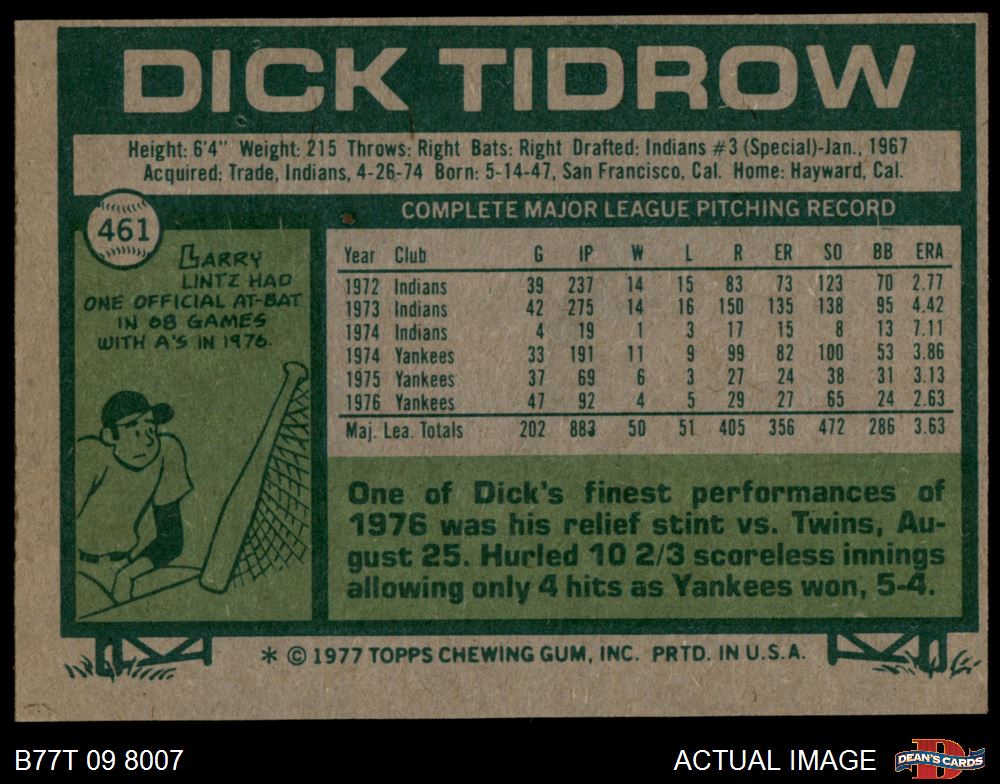 DICK TIDROW
Height: 6'4" Weight: 215 Throws: Right Bats: Right Drafted: Indians #3 (Special)-Jan., 1967
Acquired: Trade, Indians, 4-26-74 Born: 5-14-47, San Francisco, Cal. Home: Hayward, Cal.
461
LARRY
LINTZ HAD
ONE OFFICIAL AT-BAT
IN 68 GAMES
WITH A'S IN 1976.
COMPLETE MAJOR LEAGUE PITCHING RECORD
Year Club G IP W L R ER SO BB ERA
1972 Indians 39 237 14 15 83 73 123 70 2.77
1973 Indians 42 275 14 16 150 135 138 95 4.42
1974 Indians 4 19 1 3 17 15 8 13 7.11
1974 Yankees 33 191 11 9 99 82 100 53 3.86
1975 Yankees 37 69 6 3 27 24 38 31 3.13
1976 Yankees 47 92 4 5 29 27 65 24 2.63
Maj. Lea. Totals 202 883 50 51 405 356 472 286 3.63
One of Dick's finest performances of
1976 was his relief stint vs. Twins, Au-
gust 25. Hurled 10 2/3 scoreless innings
allowing only 4 hits as Yankees won, 5-4.
* © 1977 TOPPS CHEWING GUM, INC. PRTD. IN U.S.A.
B77T 09 8007
ACTUAL IMAGE
D
DEAN'S CARDS